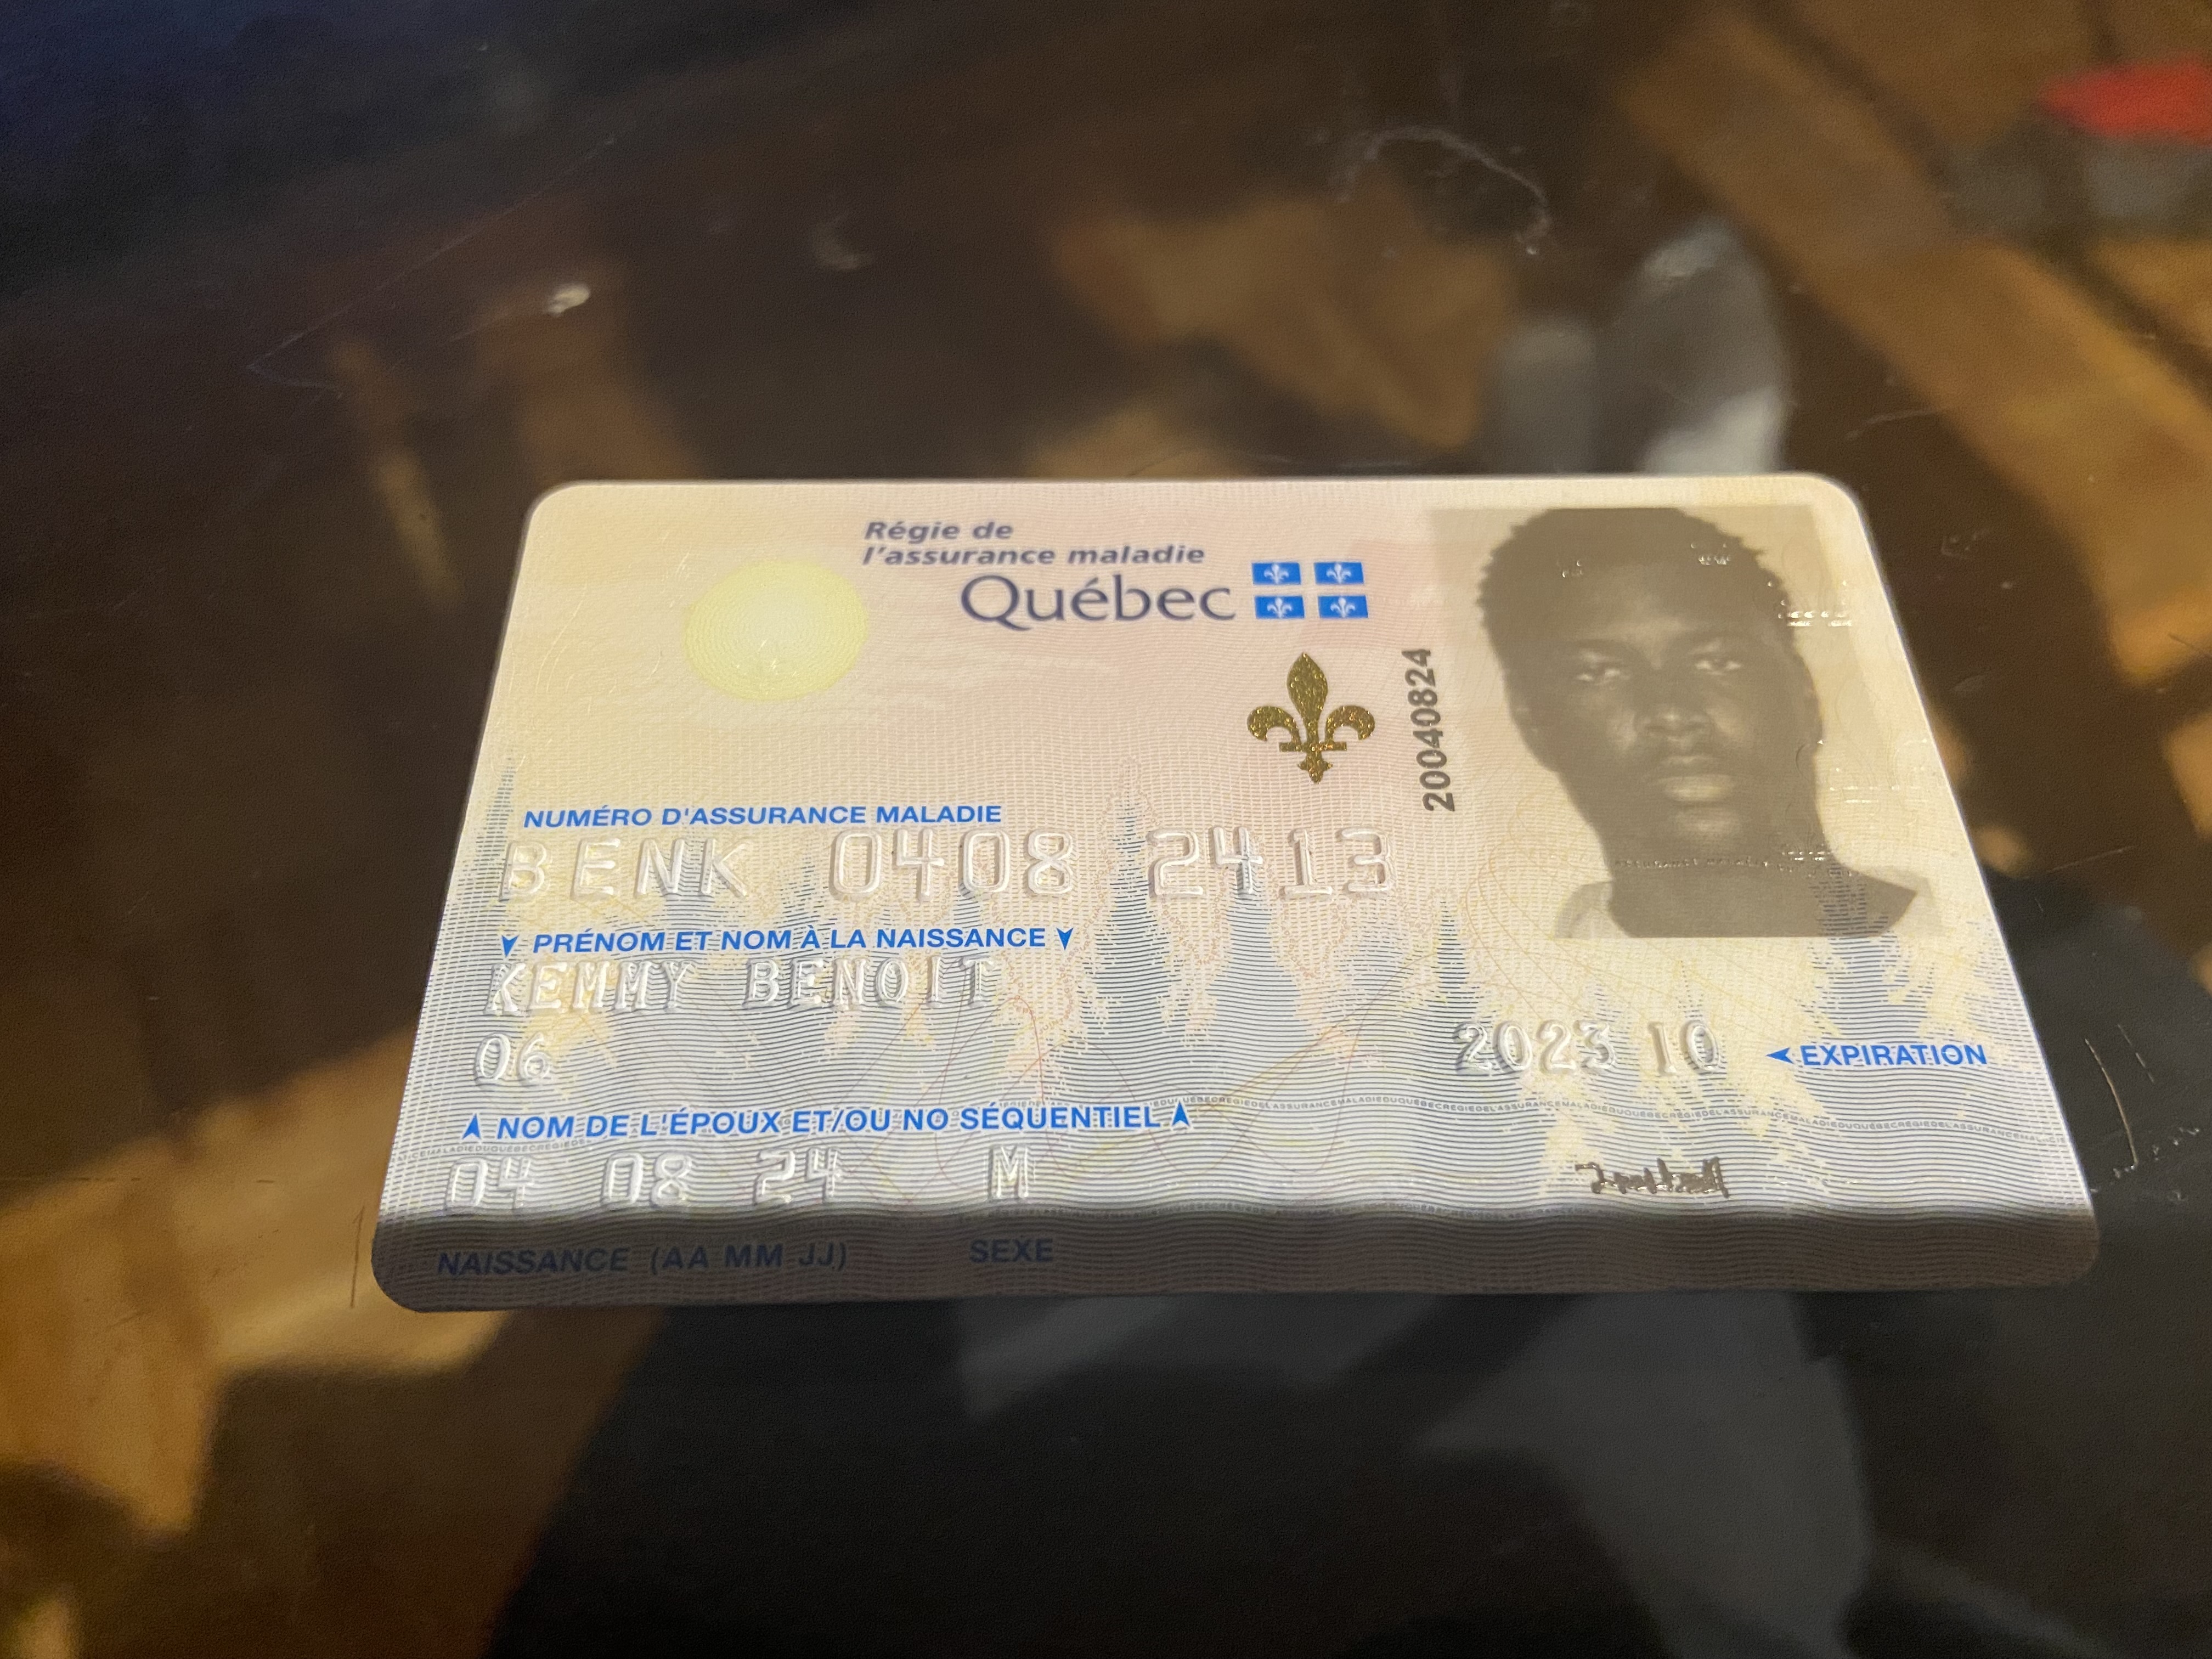 Régie de
l'assurance maladie
Québec
20040824
NUMÉRO D'ASSURANCE MALADIE
BENK 0408 2413
PRÉNOM ET NOM À LA NAISSANCE
KEMMY BENOIT
06
2023 10 EXPIRATION
NOM DE L'ÉPOUX ET/OU NO SÉQUENTIEL
04 08 24 M
NAISSANCE (AA MM JJ) SEXE